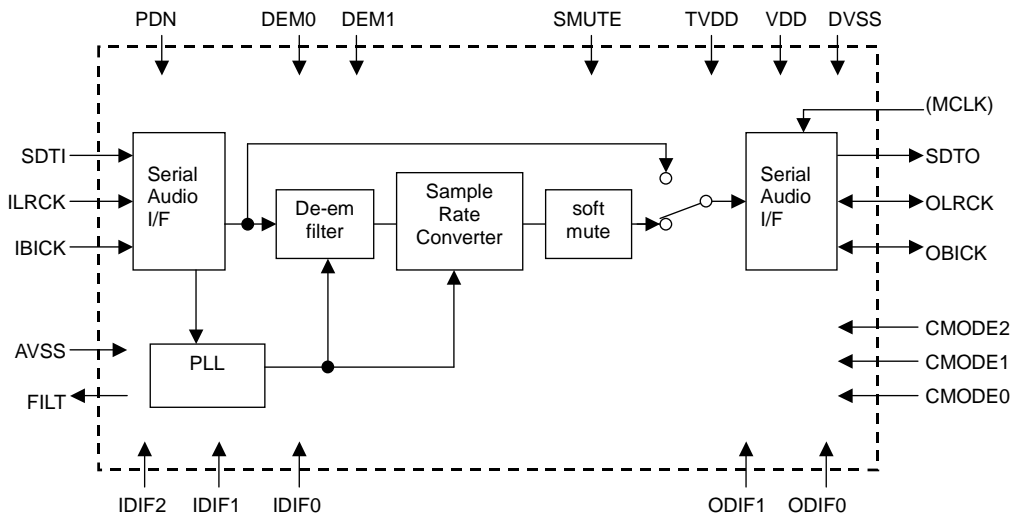 PDN
DEM0
DEM1
SMUTE
TVDD
VDD
DVSS
(MCLK)
SDTI
ILRCK
IBICK
Serial
Audio
I/F
De-em
filter
Sample
Rate
Converter
soft
mute
Serial
Audio
I/F
SDTO
OLRCK
OBICK
AVSS
FILT
PLL
CMODE2
CMODE1
CMODE0
IDIF2
IDIF1
IDIF0
ODIF1
ODIF0